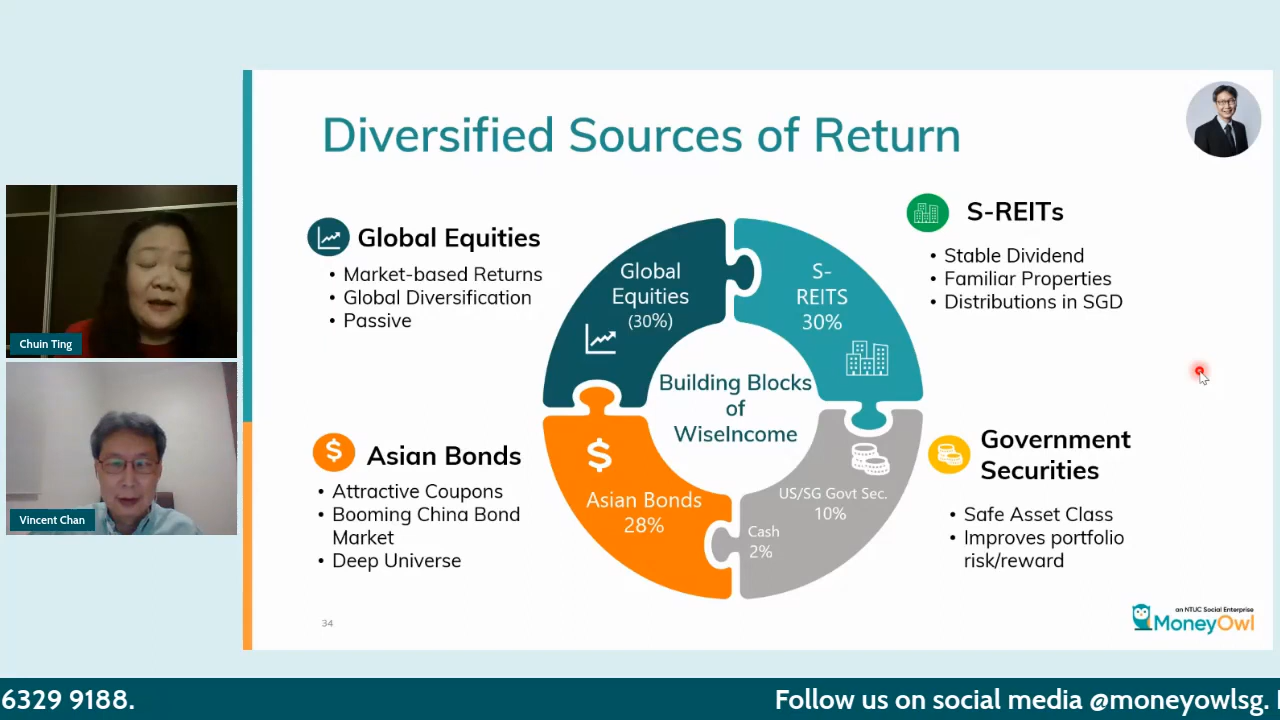 Diversified Sources of Return
Global Equities
• Market-based Returns
• Global Diversification
• Passive
S-REITs
• Stable Dividend
• Familiar Properties
• Distributions in SGD
Global
Equities
(30%)
S-
REITS
30%
Building Blocks
of
WiseIncome
Asian Bonds
28%
US/SG Govt Sec.
10%
Cash
2%
Asian Bonds
• Attractive Coupons
• Booming China Bond
Market
• Deep Universe
Government
Securities
• Safe Asset Class
• Improves portfolio
risk/reward
Chuin Ting
Vincent Chan
34
an NTUC Social Enterprise
MoneyOwl
6329 9188.
Follow us on social media @moneyowlsg.